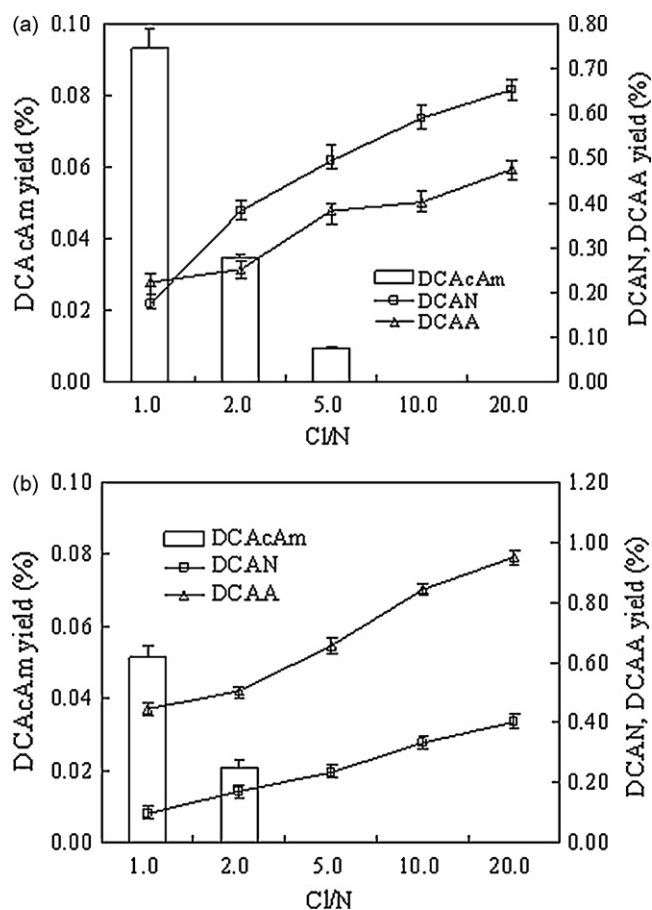 (a)
DCAcAm yield (%)
0.10
0.08
0.06
0.04
0.02
0.00
0.80
0.70
0.60
0.50
0.40
0.30
0.20
0.10
0.00
DCAN, DCAA yield (%)
DCAcAm
DCAN
DCAA
1.0 2.0 5.0 10.0 20.0
Cl/N
(b)
DCAcAm yield (%)
0.10
0.08
0.06
0.04
0.02
0.00
1.20
1.00
0.80
0.60
0.40
0.20
0.00
DCAN, DCAA yield (%)
DCAcAm
DCAN
DCAA
1.0 2.0 5.0 10.0 20.0
Cl/N